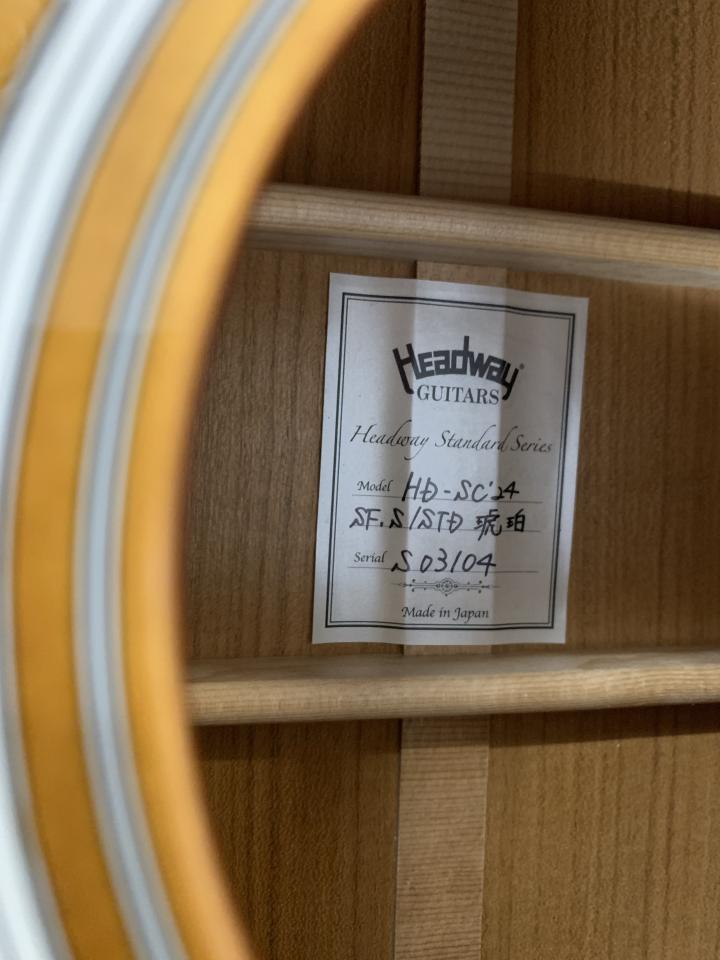 Headway®
GUITARS
Headway Standard Series
Model HD-SC'24
SF.S/STD 琥珀
Serial S03104
Made in Japan